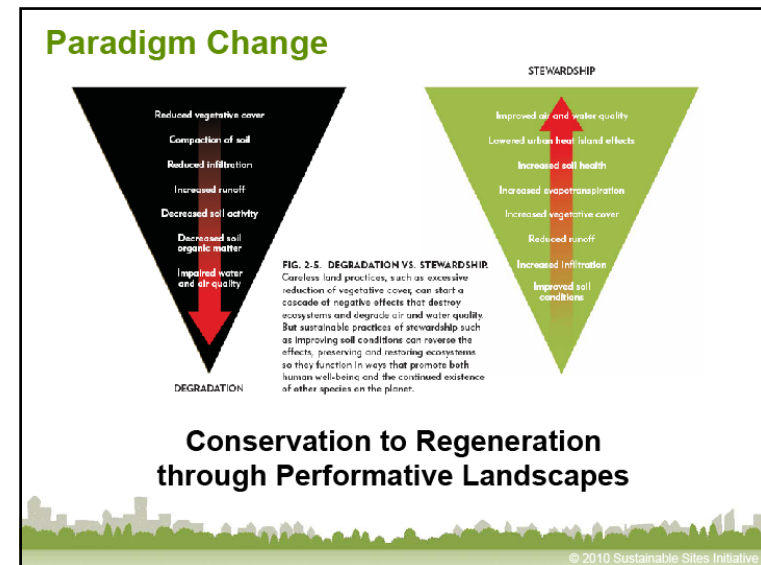 Paradigm Change
Reduced vegetative cover
Compaction of soil
Reduced infiltration
Increased runoff
Decreased soil activity
Decreased soil
organic matter
Impaired water
and air quality
DEGRADATION
STEWARDSHIP
Improved air and water quality
Lowered urban heat island effects
Increased soil health
Increased evapotranspiration
Increased vegetative cover
Reduced runoff
Increased infiltration
Improved soil
conditions
FIG. 2-5. DEGRADATION VS. STEWARDSHIP.
Careless land practices, such as excessive
reduction of vegetative cover, can start a
cascade of negative effects that destroy
ecosystems and degrade air and water quality.
But sustainable practices of stewardship such
as improving soil conditions can reverse the
effects, preserving and restoring ecosystems
so they function in ways that promote both
human well-being and the continued existence
of other species on the planet.
Conservation to Regeneration
through Performative Landscapes
© 2010 Sustainable Sites Initiative